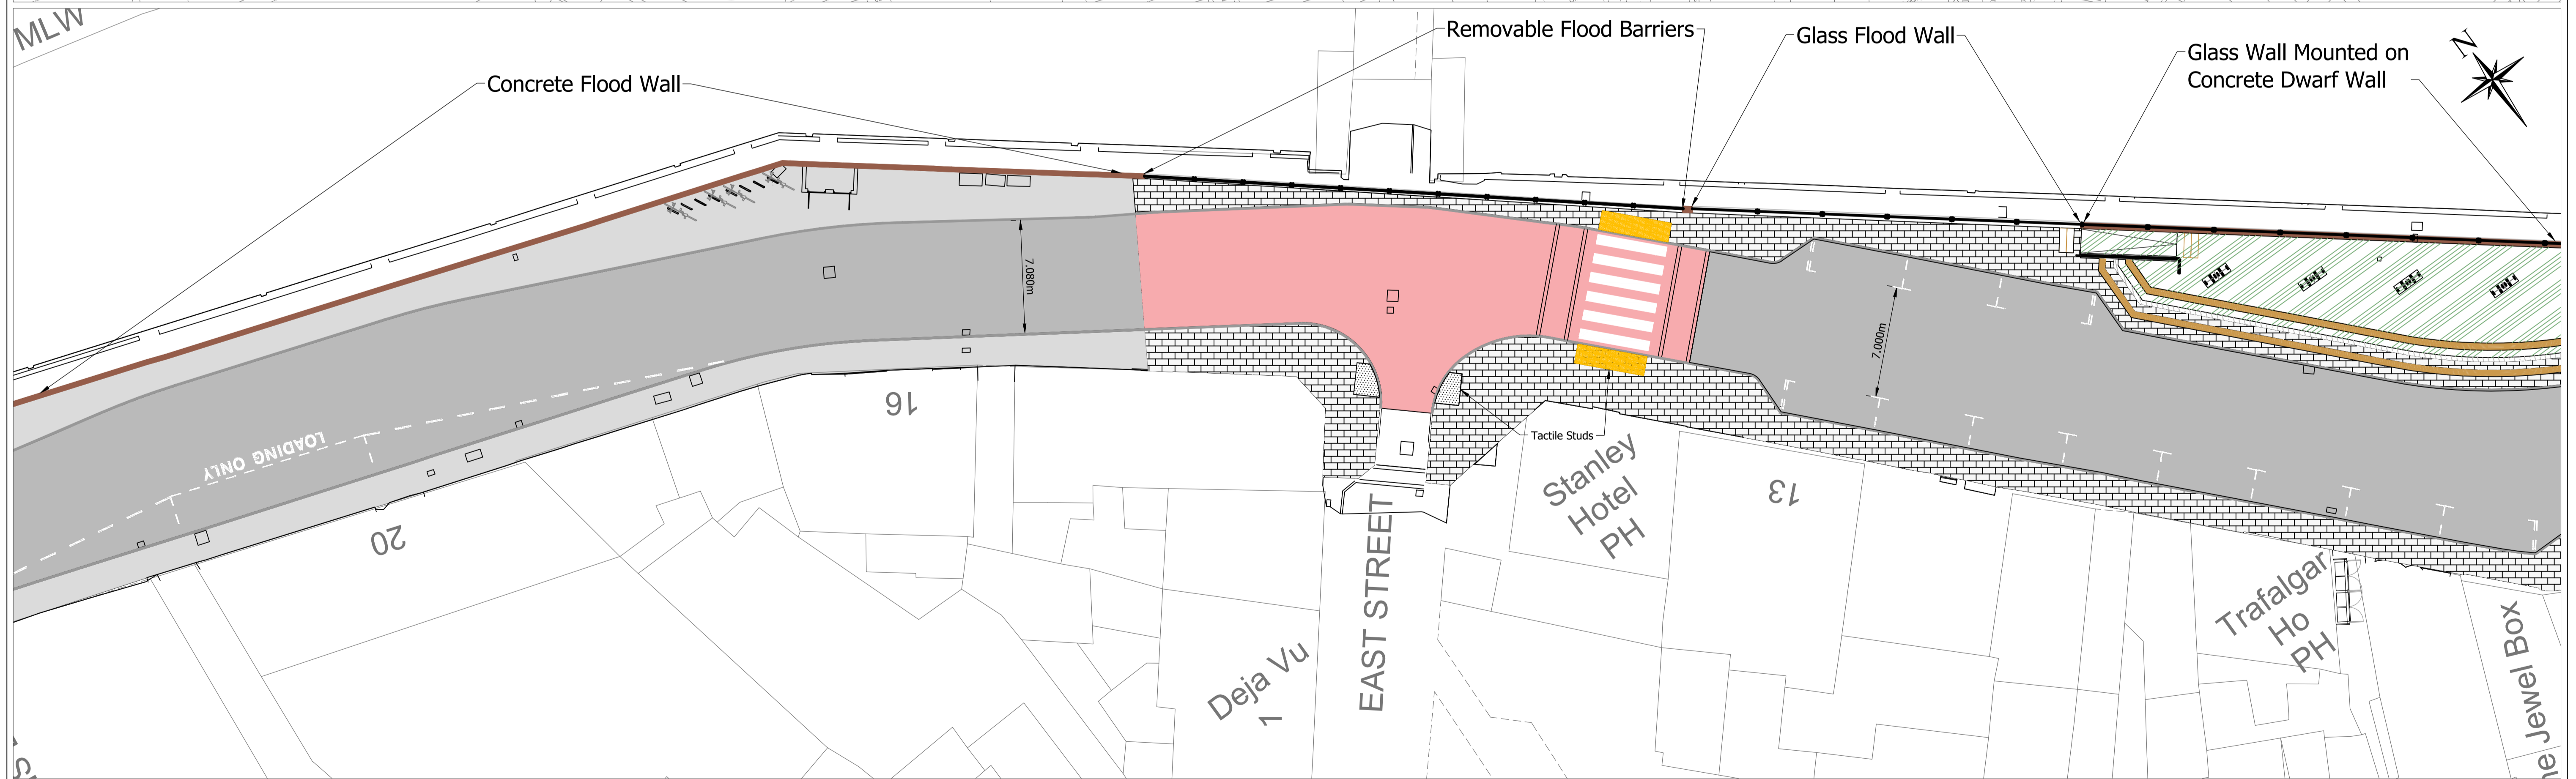 MLW
Concrete Flood Wall
Removable Flood Barriers
Glass Flood Wall
Glass Wall Mounted on
Concrete Dwarf Wall
N
7.080m
7.000m
LOADING ONLY
Tactile Studs
16
20
13
Stanley
Hotel
PH
EAST STREET
Deja Vu
1
Trafalgar
Ho
PH
Jewel Box